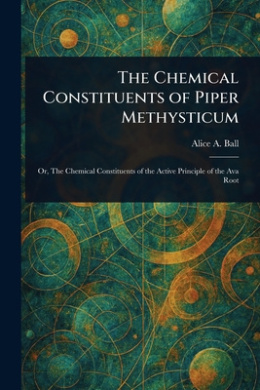 The Chemical
Constituents of Piper
Methysticum
Alice A. Ball
Or, The Chemical Constituents of the Active Principle of the Ava
Root